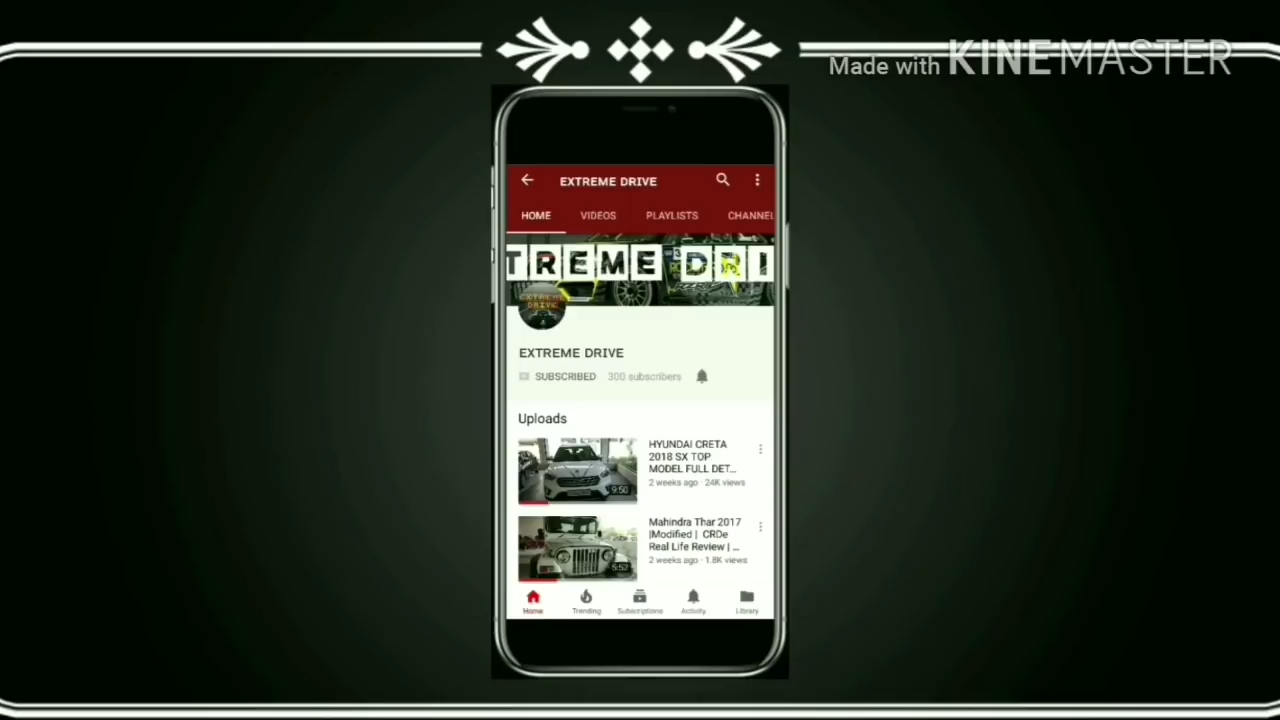 Made with KINEMASTER
EXTREME DRIVE
HOME VIDEOS PLAYLISTS CHANNEL
TREME DRI
EXTREME
DRIVE
EXTREME DRIVE
SUBSCRIBED 300 subscribers
Uploads
HYUNDAI CRETA
2018 SX TOP
MODEL FULL DET...
2 weeks ago · 24K views
9:50
Mahindra Thar 2017
|Modified | CRDe
Real Life Review | ...
2 weeks ago · 1.8K views
5:52
Home Trending Subscriptions Activity Library